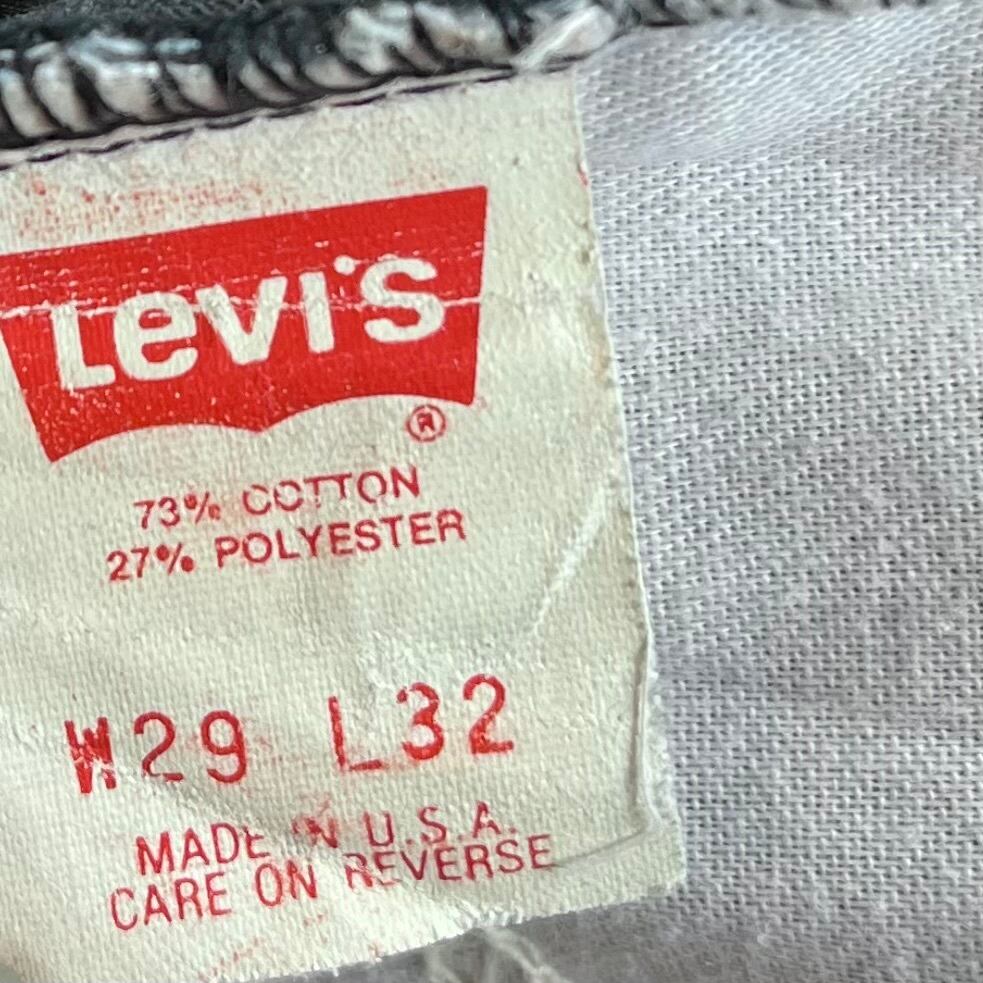 Levi's
®
73% COTTON
27% POLYESTER
W29 L32
MADE IN U.S.A.
CARE ON REVERSE